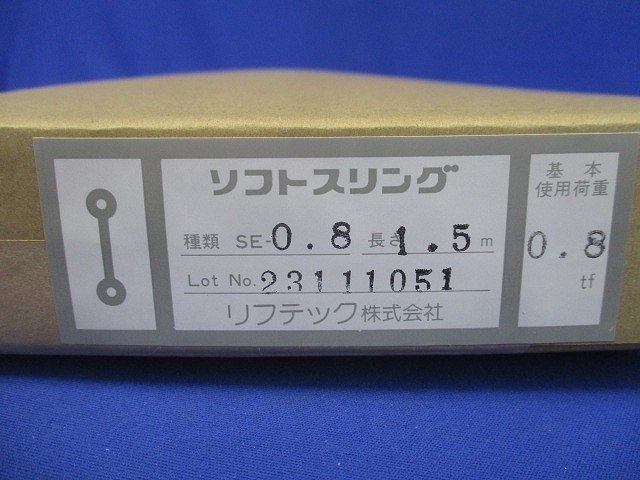 ソフトスリング
種類 SE-0.8 長さ 1.5 m
Lot No. 23111051
リフテック株式会社
基本
使用荷重
0.8
tf